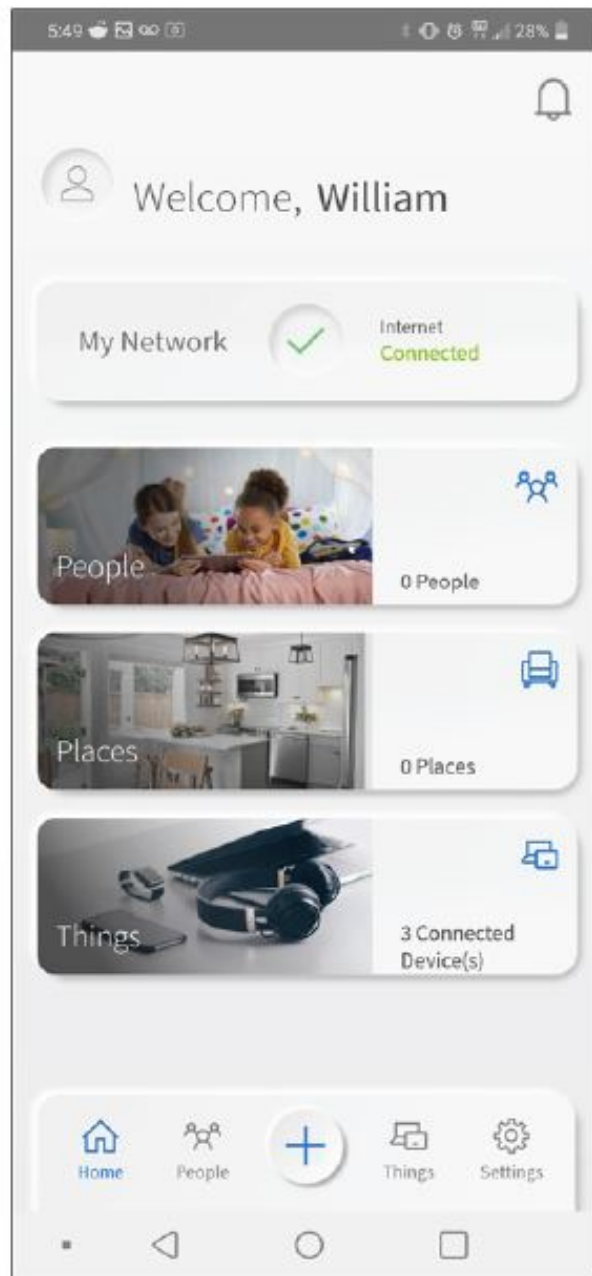 5:49
28%
Welcome, William
My Network
Internet
Connected
People
0 People
Places
0 Places
Things
3 Connected
Device(s)
Home
People
Things
Settings